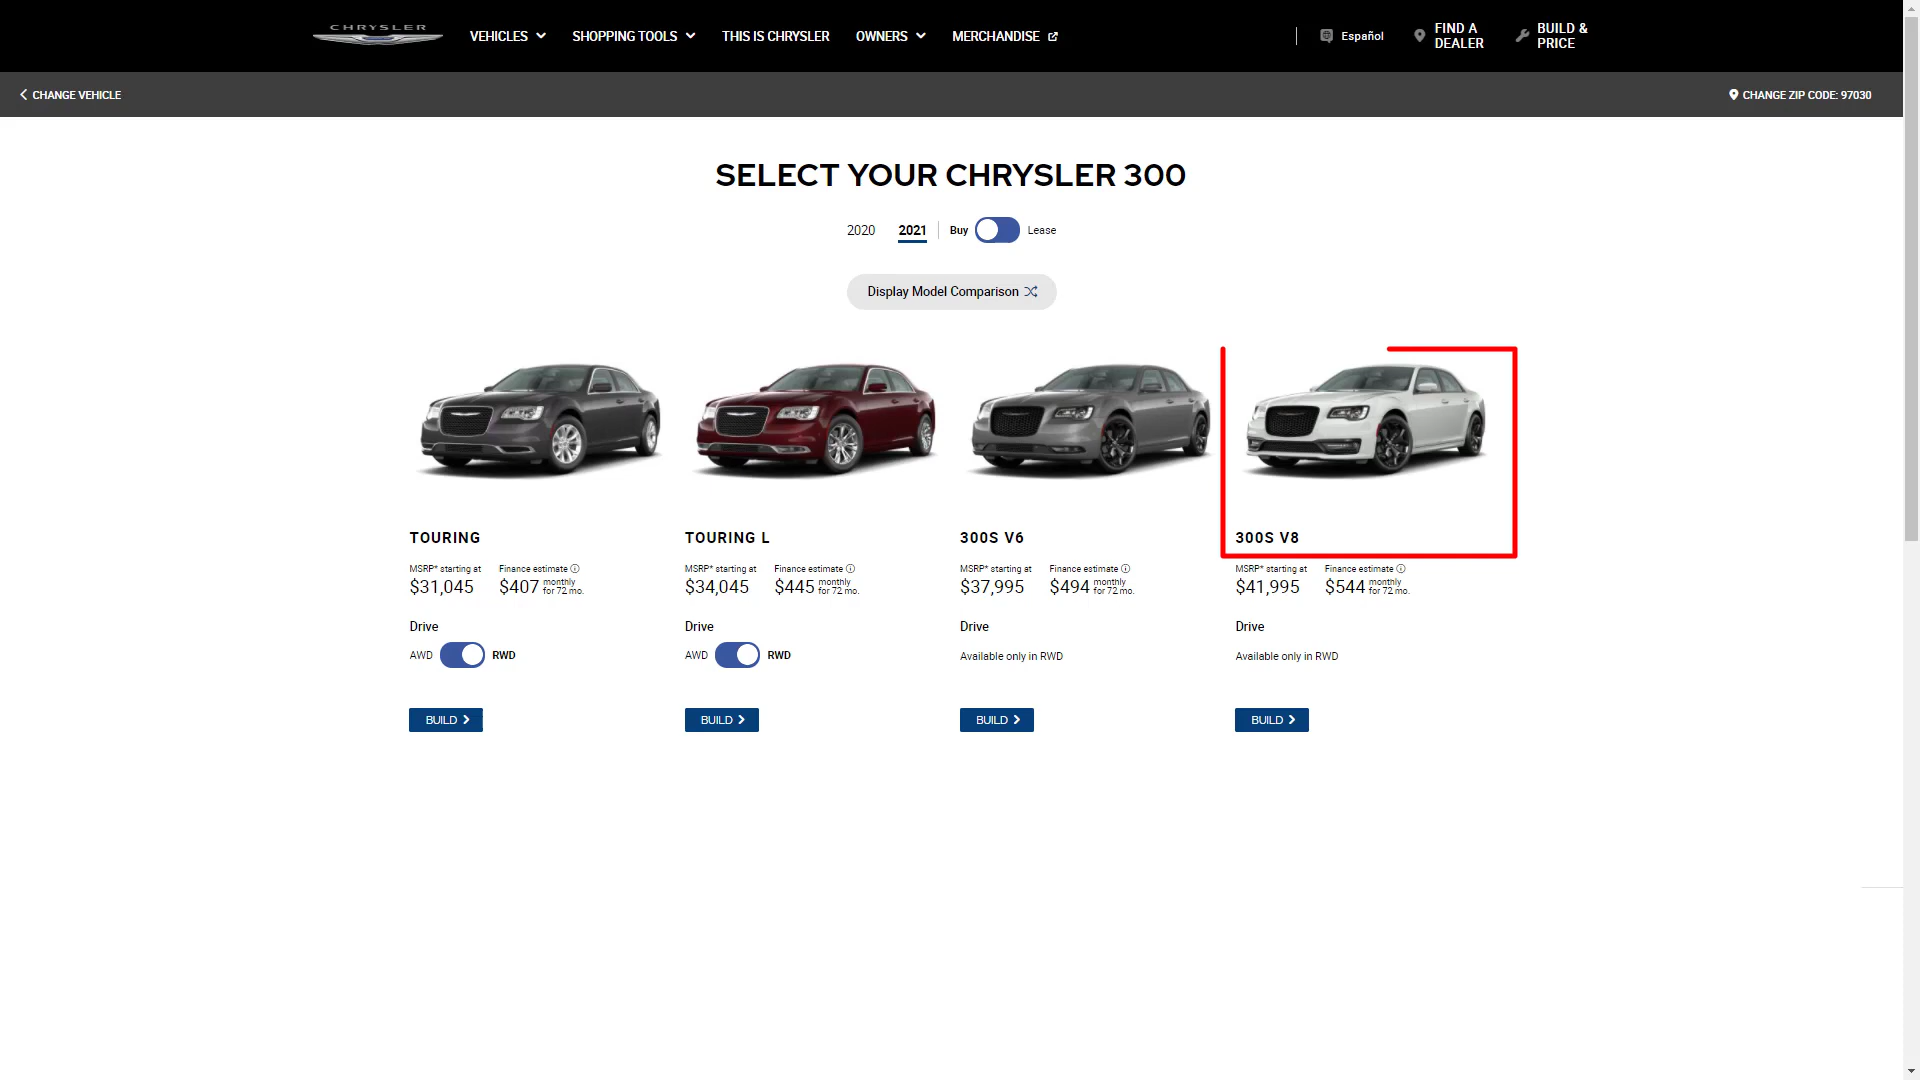 CHRYSLER
VEHICLES
SHOPPING TOOLS
THIS IS CHRYSLER
OWNERS
MERCHANDISE
Español
FIND A
DEALER
BUILD &
PRICE
CHANGE VEHICLE
CHANGE ZIP CODE: 97030
SELECT YOUR CHRYSLER 300
2020 2021 Buy Lease
Display Model Comparison
TOURING
MSRP* starting at
$31,045
Finance estimate
$407 monthly
for 72 mo.
Drive
AWD RWD
BUILD
TOURING L
MSRP* starting at
$34,045
Finance estimate
$445 monthly
for 72 mo.
Drive
AWD RWD
BUILD
300S V6
MSRP* starting at
$37,995
Finance estimate
$494 monthly
for 72 mo.
Drive
Available only in RWD
BUILD
300S V8
MSRP* starting at
$41,995
Finance estimate
$544 monthly
for 72 mo.
Drive
Available only in RWD
BUILD